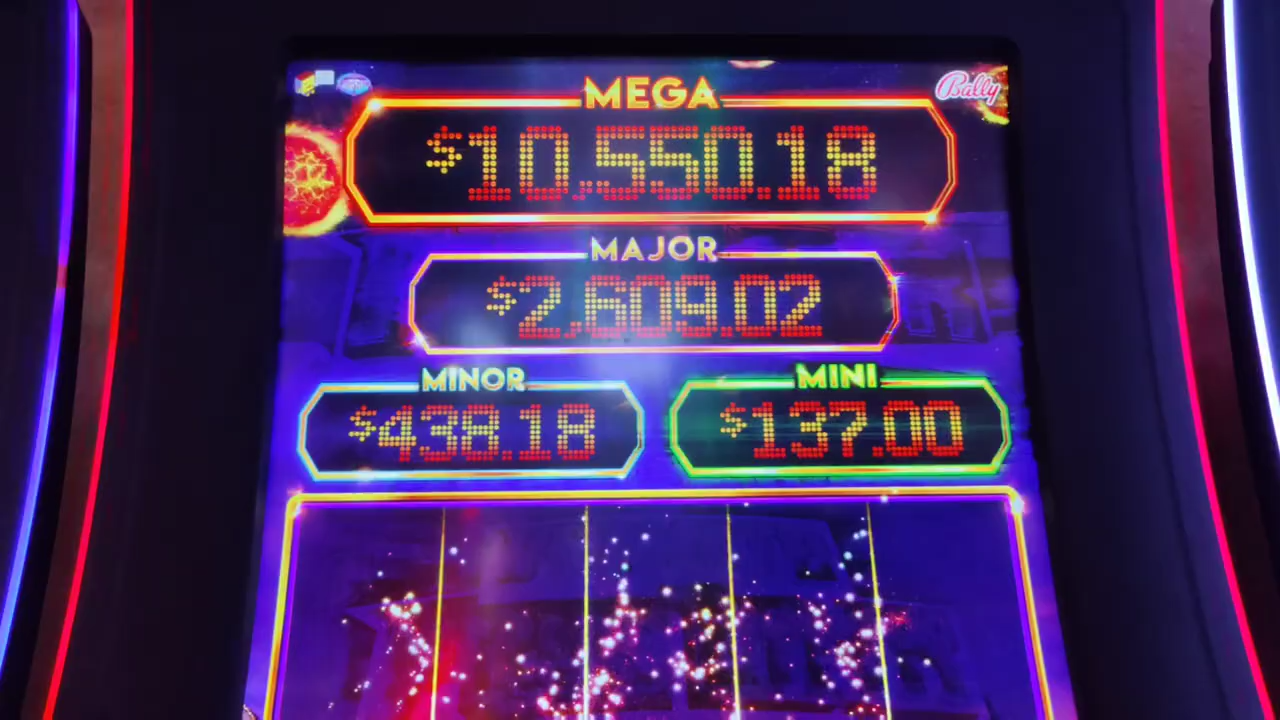 MEGA
Bally
$10,550.18
MAJOR
$2,609.02
MINOR
MINI
$438.18
$137.00